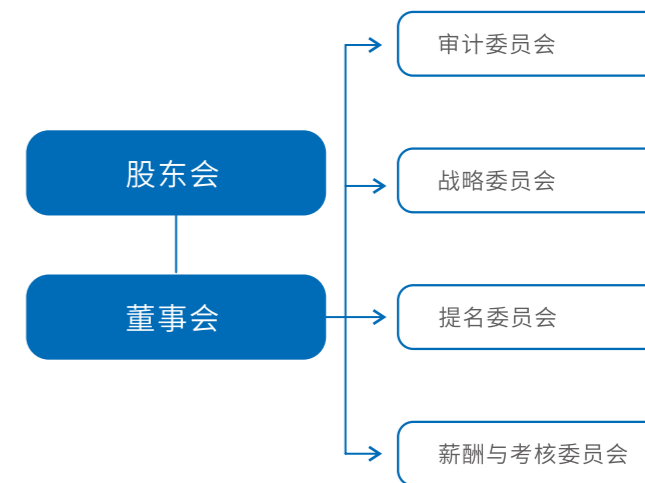 股东会
董事会
审计委员会
战略委员会
提名委员会
薪酬与考核委员会